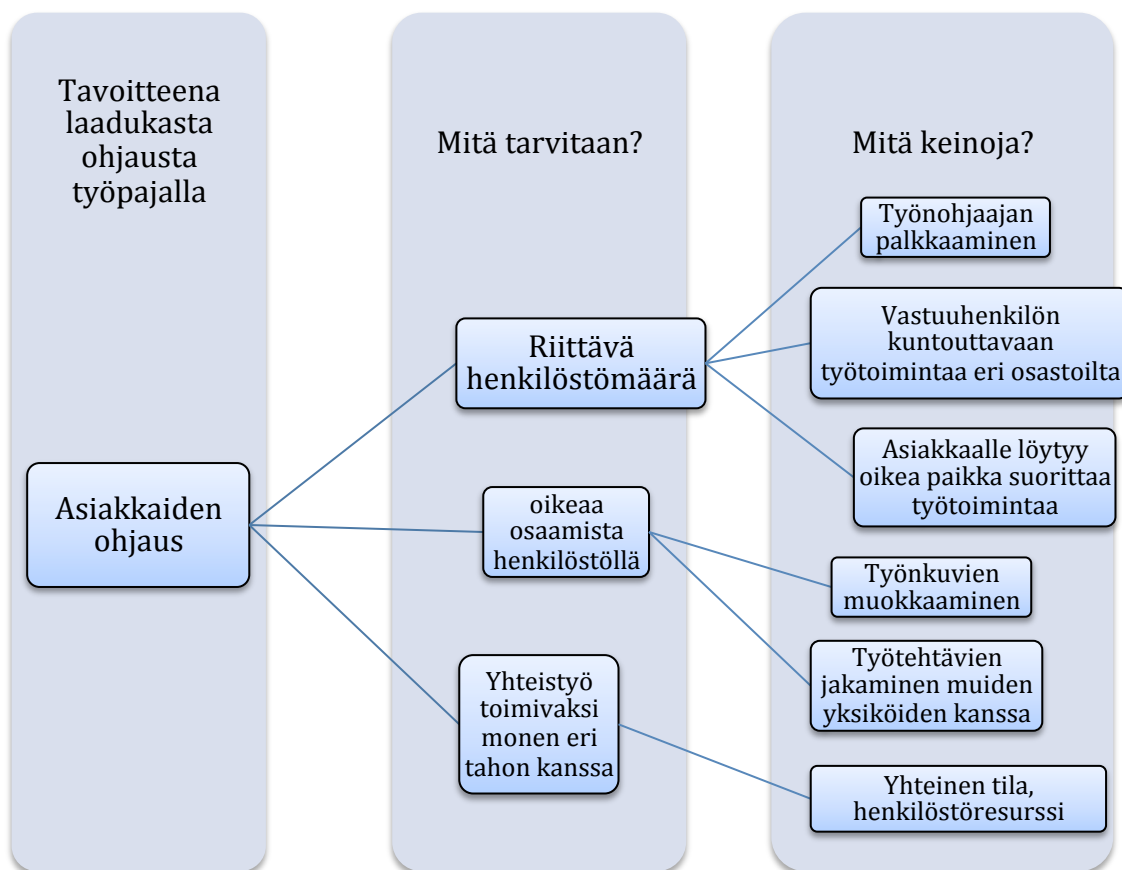 Tavoitteena
laadukasta
ohjausta
työpajalla
Asiakkaiden
ohjaus
Mitä tarvitaan?
Riittävä
henkilöstömäärä
oikeaa
osaamista
henkilöstöllä
Yhteistyö
toimivaksi
monen eri
tahon kanssa
Mitä keinoja?
Työnohjaajan
palkkaaminen
Vastuuhenkilön
kuntouttavaan
työtoimintaa eri osastoilta
Asiakkaalle löytyy
oikea paikka suorittaa
työtoimintaa
Työnkuvien
muokkaaminen
Työtehtävien
jakaminen muiden
yksiköiden kanssa
Yhteinen tila,
henkilöstöresurssi